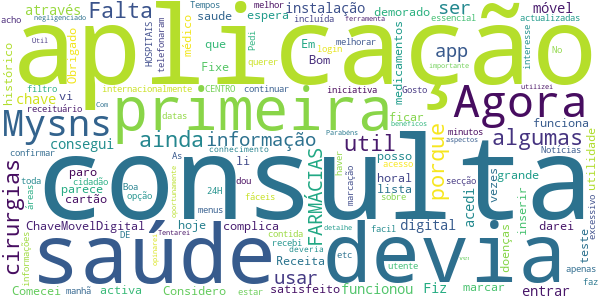 aplicação
consulta
primeira
saúde
devia
Agora
Mysns
Falta
através
saude
espera
que
Fixe
médico
Obrigado
HOSPITAIS
telefonaram
Tempos
negligenciado
Útil
acho
histórico
filtro
chave
vi
receituário
CENTRO
internacionalmente
Pedi
querer
continuar
incluída
melhor
instalação
demorado
Em
login
melhorar
Bom
iniciativa
ser
móvel
app
medicamentos
ficar
Gosto
ferramenta
essencial
actualizadas
interesse
No
importante
utilizei
Com
datas
Parabéns
benéficos
aspectos
minutos
Notícias
funciona
utilidade
algumas
porque
util
ainda
informação
consegui
conhecimento
confirmar
As
li
haver
acesso
posso
marcação
horal
lista
sobre
vezes
secção
grande
acedi
inserir
doenças
teste
excessivo
apenas
faz
entrar
darei
marcar
digital
cirurgias
paro
parece
cartão
toda
cidadão
áreas
Boa
opção
24H
oportunamente
menus
dou
fáceis
FARMÁCIAS
ChaveMovelDigital
DE
Tentarei
hoje
complica
contida
recebi
deveria
detalhe
etc
facil
utente
informações
Comecei
manhã
activa
Considero
estar
satisfeito
Receita
usar
funcionou
Fiz